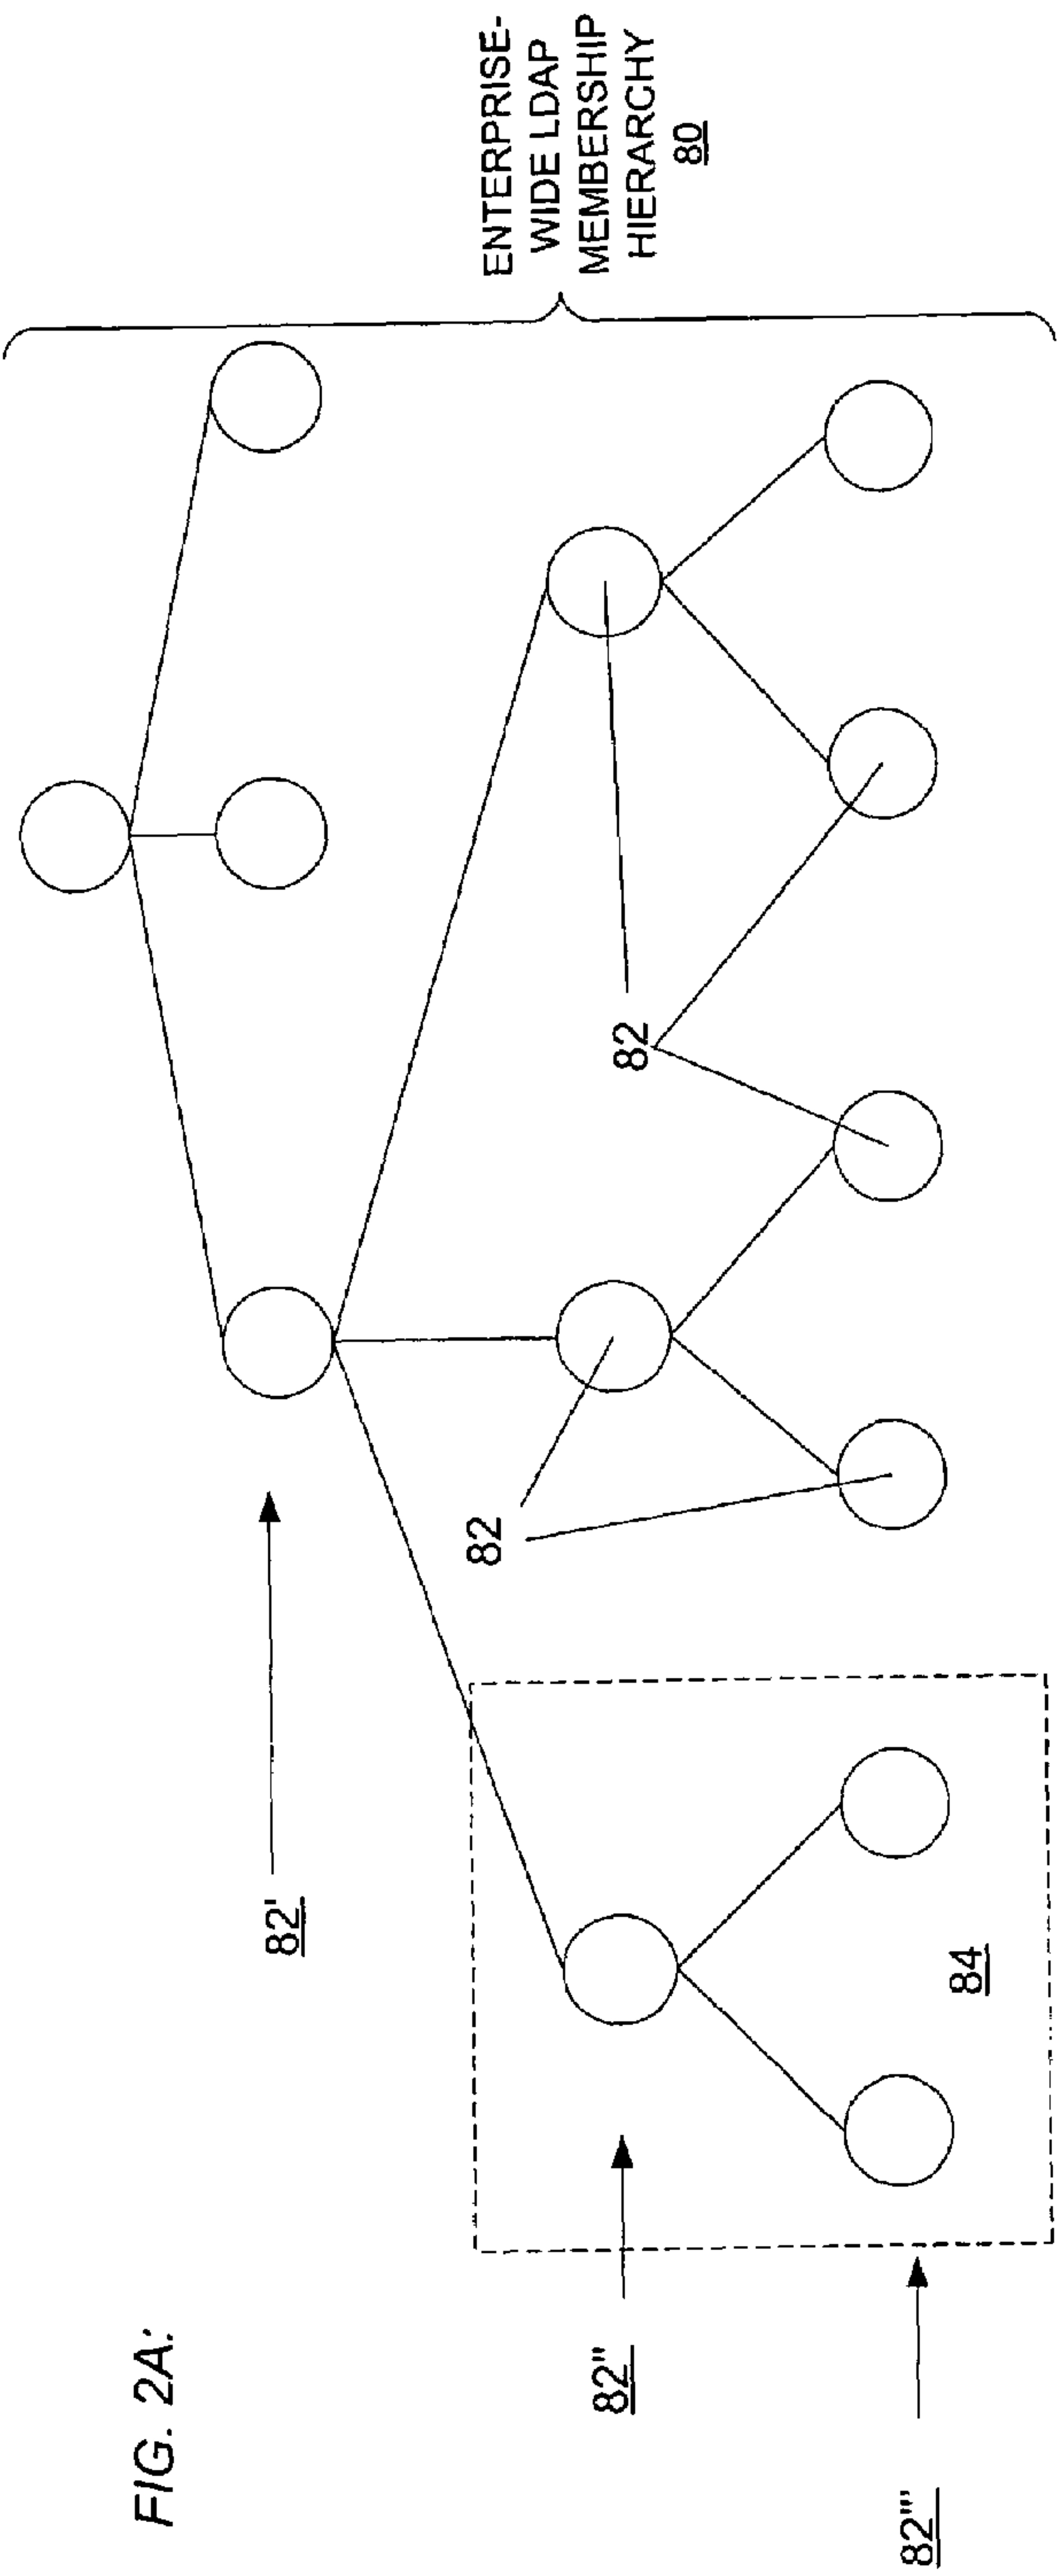 FIG. 2A:
82'
82"
82"'
84
82
82
ENTERPRISE-
WIDE LDAP
MEMBERSHIP
HIERARCHY
80